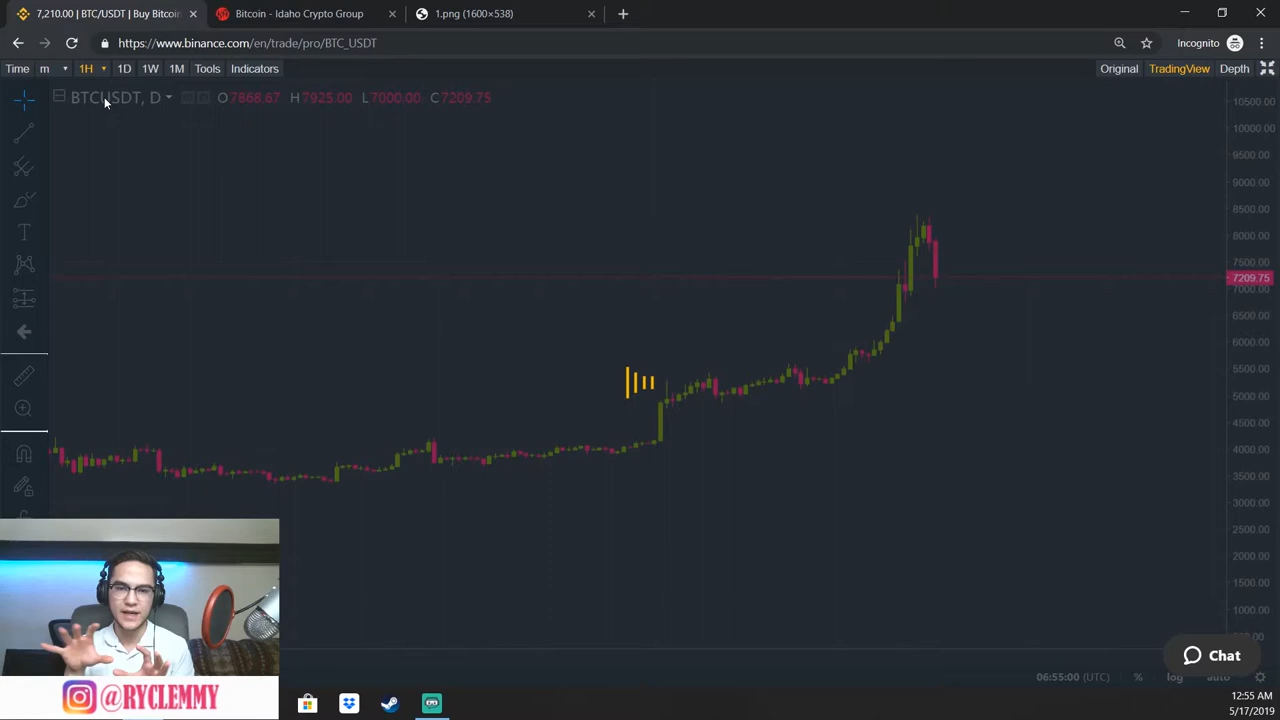 7,210.00 | BTC/USDT | Buy Bitcoin
Bitcoin - Idaho Crypto Group
1.png (1600×538)
https://www.binance.com/en/trade/pro/BTC_USDT
Incognito
Time m 1H 1D 1W 1M Tools Indicators
Original TradingView Depth
BTCUSDT, D O7868.67 H7925.00 L7000.00 C7209.75
10500.00
10000.00
9500.00
9000.00
8500.00
8000.00
7500.00
7209.75
7000.00
6500.00
6000.00
5500.00
5000.00
4500.00
4000.00
3500.00
3000.00
2500.00
2000.00
1500.00
1000.00
Chat
06:55:00 (UTC) % log auto
@RYCLEMMY
12:55 AM
5/17/2019